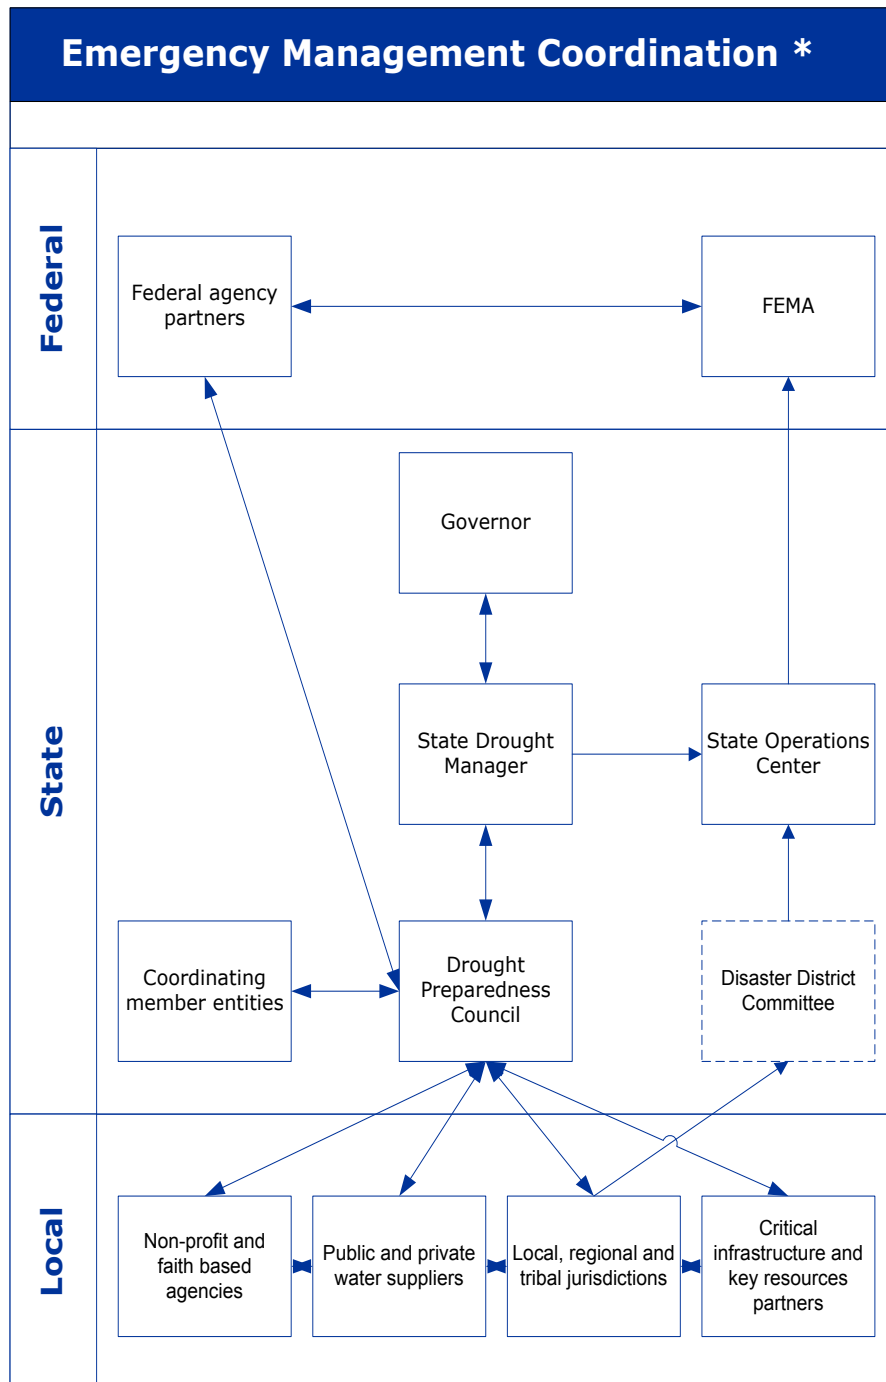 Emergency Management Coordination *
Federal
Federal agency
partners
FEMA
State
Governor
State Drought
Manager
State Operations
Center
Coordinating
member entities
Drought
Preparedness
Council
Disaster District
Committee
Local
Non-profit and
faith based
agencies
Public and private
water suppliers
Local, regional and
tribal jurisdictions
Critical
infrastructure and
key resources
partners